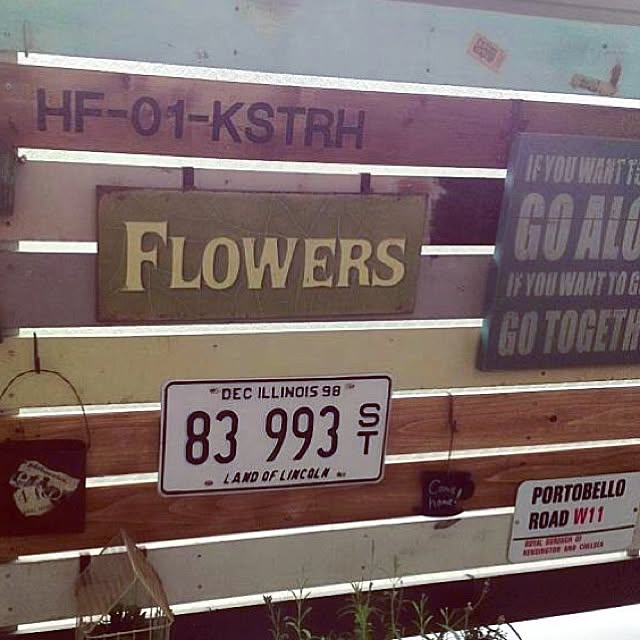 HF-01-KSTRH
IF YOU WANT TO
GO ALO
IF YOU WANT TO G
GO TOGETH
FLOWERS
DEC ILLINOIS 98
83 993 ST
LAND OF LINCOLN
PORTOBELLO
ROAD W11
ROYAL BOROUGH OF
KENSINGTON AND CHELSEA